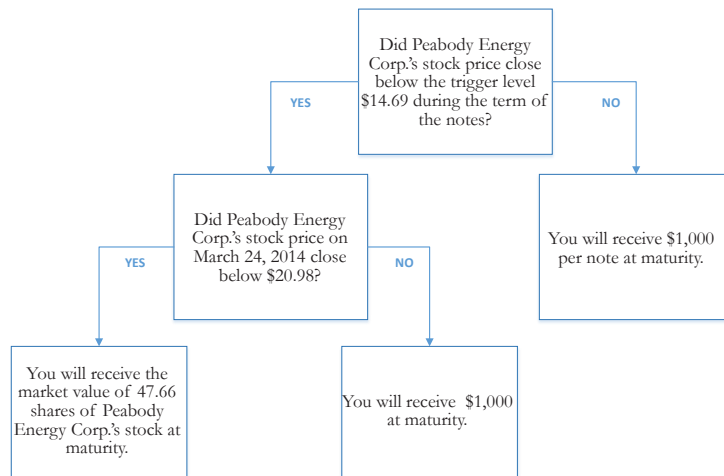 Did Peabody Energy
Corp.'s stock price close
below the trigger level
$14.69 during the term of
the notes?
YES
NO
Did Peabody Energy
Corp.'s stock price on
March 24, 2014 close
below $20.98?
You will receive $1,000
per note at maturity.
YES
NO
You will receive the
market value of 47.66
shares of Peabody
Energy Corp.'s stock at
maturity.
You will receive $1,000
at maturity.